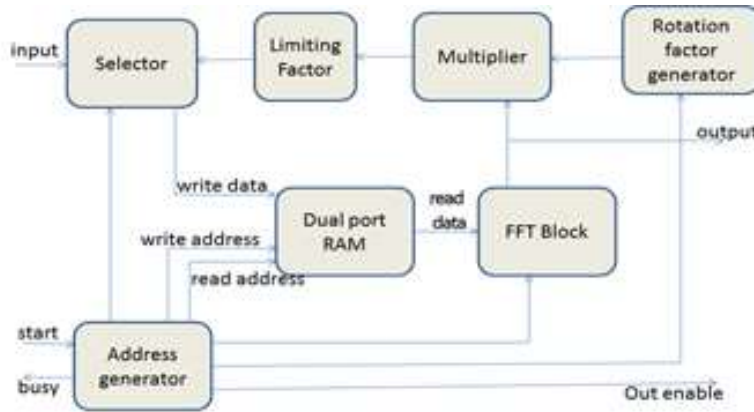 input
Selector
Limiting
Factor
Multiplier
Rotation
factor
generator
output
write data
Dual port
RAM
read
data
FFT Block
write address
read address
start
Address
generator
busy
Out enable